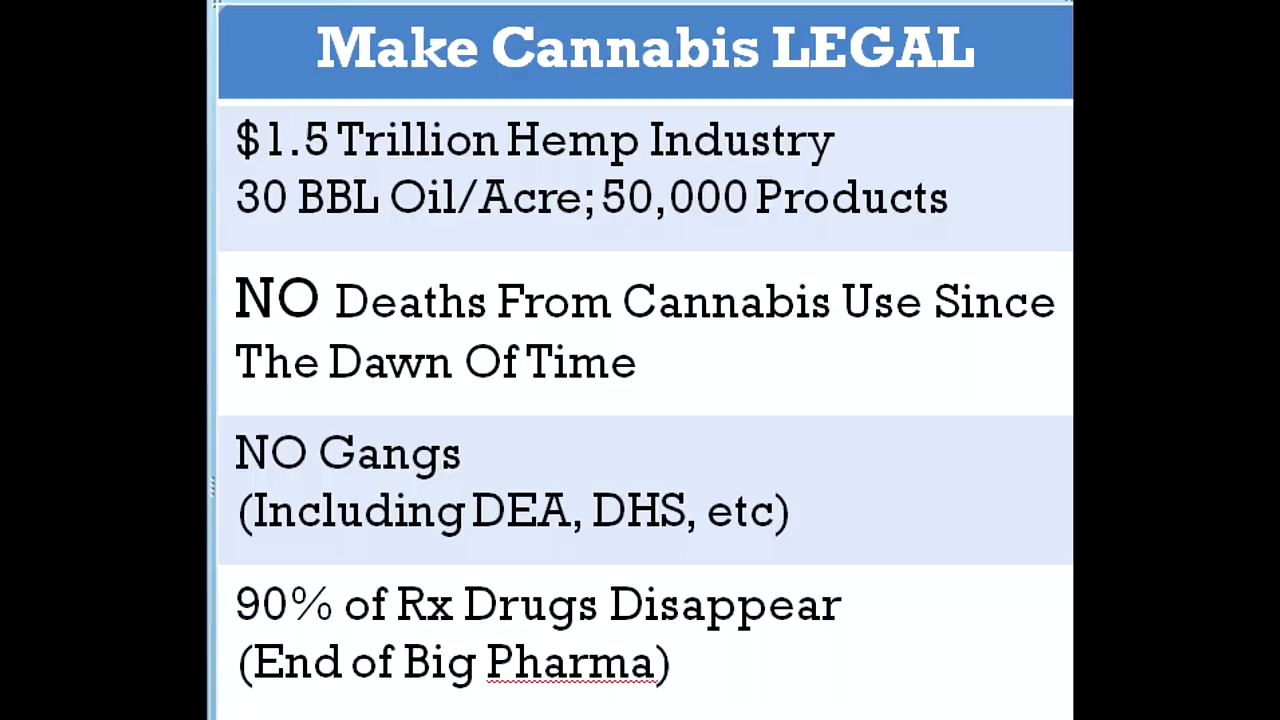 Make Cannabis LEGAL
$1.5 Trillion Hemp Industry
30 BBL Oil/Acre; 50,000 Products
NO Deaths From Cannabis Use Since
The Dawn Of Time
NO Gangs
(Including DEA, DHS, etc)
90% of Rx Drugs Disappear
(End of Big Pharma)